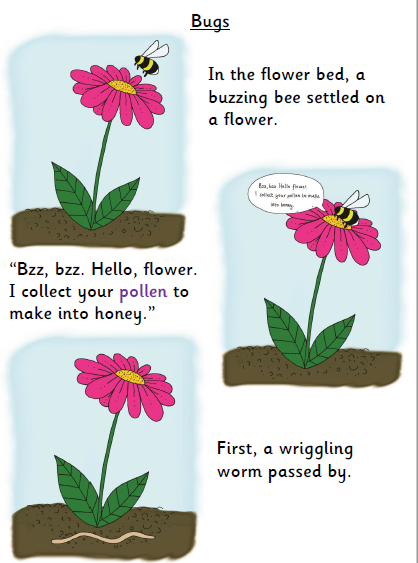 Bugs
In the flower bed, a
buzzing bee settled on
a flower.
Bzz, bzz. Hello flower.
I collect your pollen to make
into honey.
“Bzz, bzz. Hello, flower.
I collect your pollen to
make into honey.”
First, a wriggling
worm passed by.